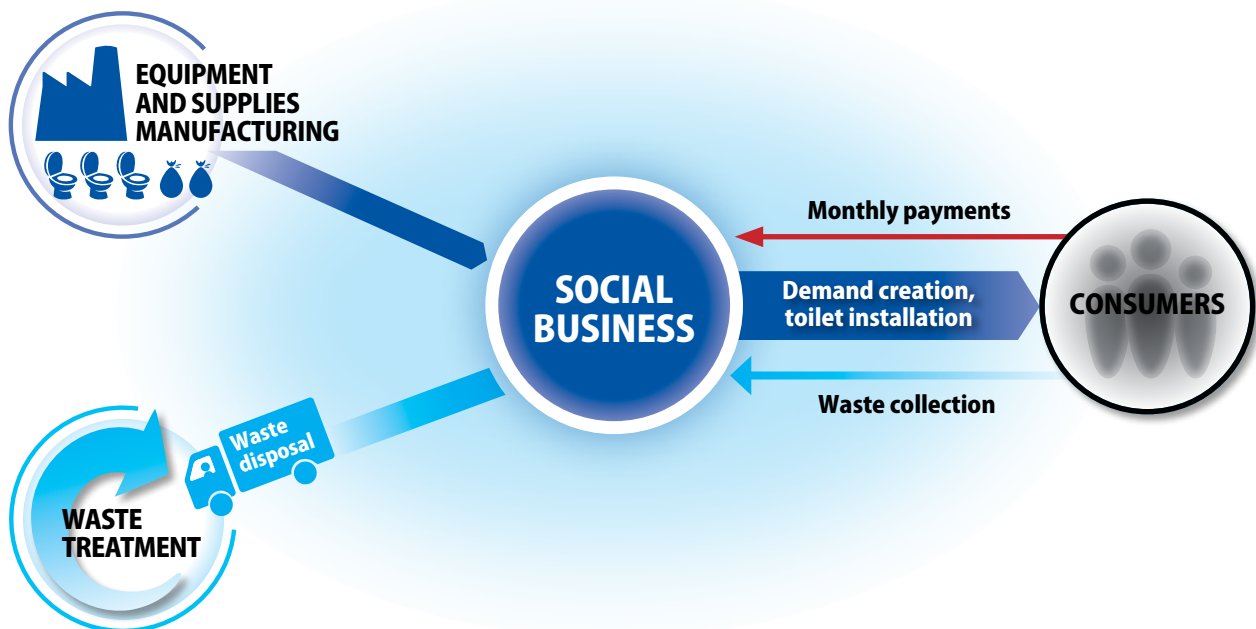 EQUIPMENT
AND SUPPLIES
MANUFACTURING
SOCIAL
BUSINESS
Monthly payments
Demand creation,
toilet installation
Waste collection
CONSUMERS
Waste
disposal
WASTE
TREATMENT